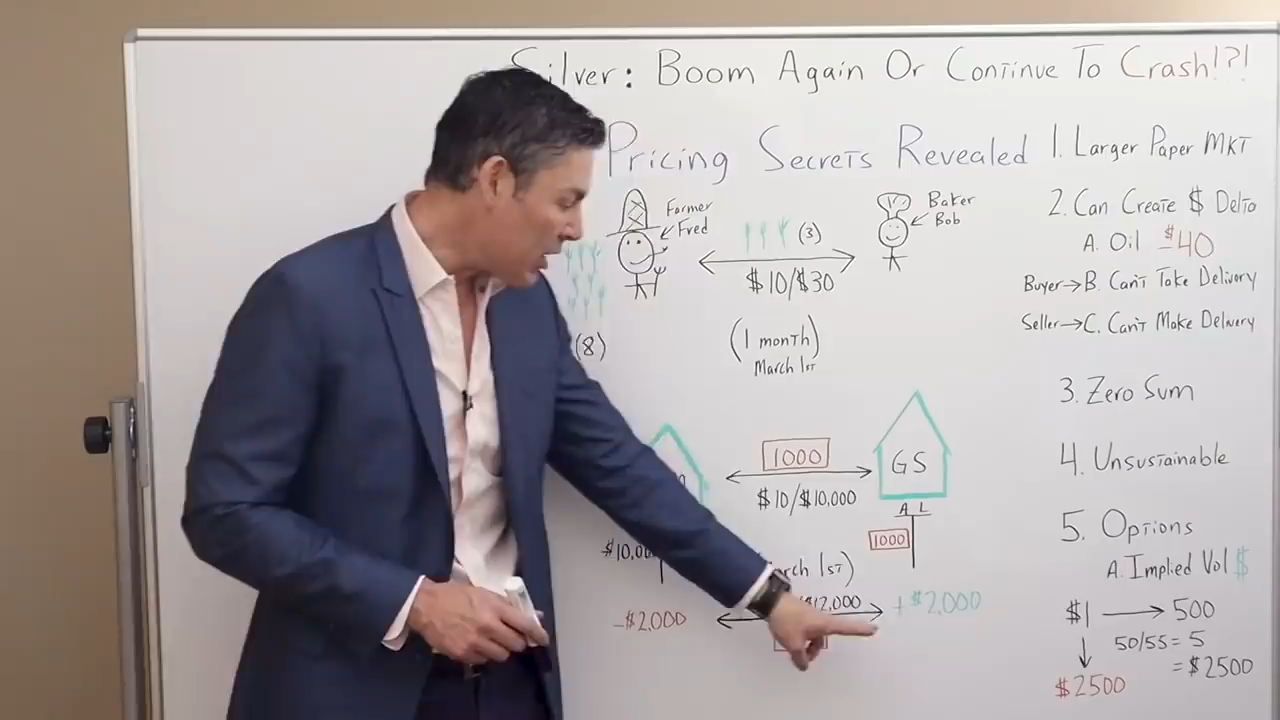 Silver: Boom Again Or Continue To Crash!?!
Pricing Secrets Revealed
Farmer
Fred
(3)
$10/$30
Baker
Bob
(8)
(1 month)
March 1st
1000
$10/$10,000
GS
A L
1000
$10,00
rch 1st)
$12,000
-$2,000
+$2,000
1. Larger Paper Mkt
2. Can Create $ Delta
A. Oil -$40
Buyer→B. Can't Take Delivery
Seller→C. Can't Make Delivery
3. Zero Sum
4. Unsustainable
5. Options
A. Implied Vol $
$1 → 500
50/55 = 5
= $2500
$2500